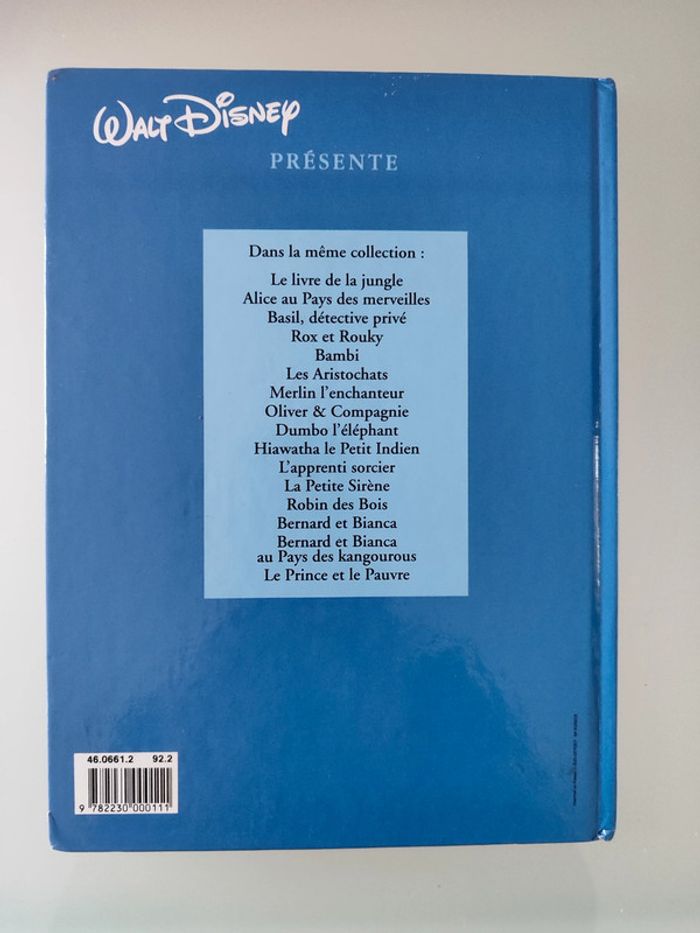 WALT DISNEY
PRÉSENTE
Dans la même collection :
Le livre de la jungle
Alice au Pays des merveilles
Basil, détective privé
Rox et Rouky
Bambi
Les Aristochats
Merlin l'enchanteur
Oliver & Compagnie
Dumbo l'éléphant
Hiawatha le Petit Indien
L'apprenti sorcier
La Petite Sirène
Robin des Bois
Bernard et Bianca
Bernard et Bianca
au Pays des kangourous
Le Prince et le Pauvre
46.0661.2 92.2
9 782230 000111